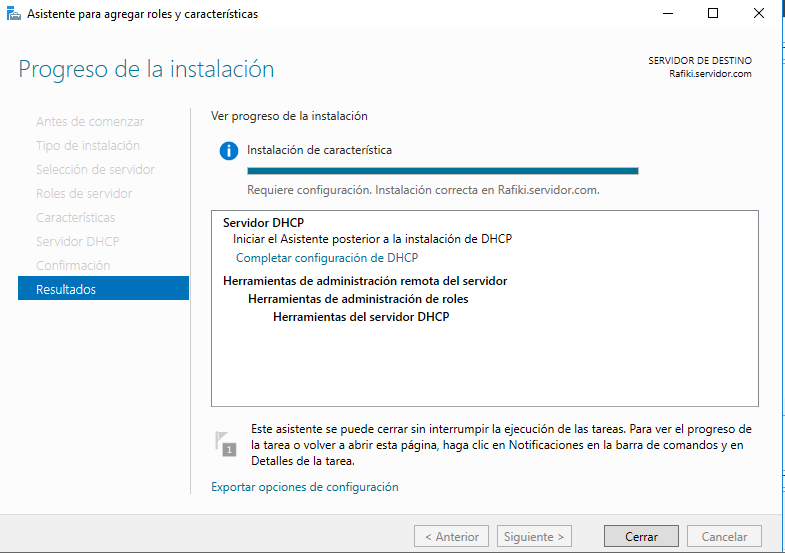 Asistente para agregar roles y características
Progreso de la instalación
SERVIDOR DE DESTINO
Rafiki.servidor.com
Antes de comenzar
Tipo de instalación
Selección de servidor
Roles de servidor
Características
Servidor DHCP
Confirmación
Resultados
Ver progreso de la instalación
Instalación de característica
Requiere configuración. Instalación correcta en Rafiki.servidor.com.
Servidor DHCP
Iniciar el Asistente posterior a la instalación de DHCP
Completar configuración de DHCP
Herramientas de administración remota del servidor
Herramientas de administración de roles
Herramientas del servidor DHCP
1
Este asistente se puede cerrar sin interrumpir la ejecución de las tareas. Para ver el progreso de
la tarea o volver a abrir esta página, haga clic en Notificaciones en la barra de comandos y en
Detalles de la tarea.
Exportar opciones de configuración
< Anterior
Siguiente >
Cerrar
Cancelar